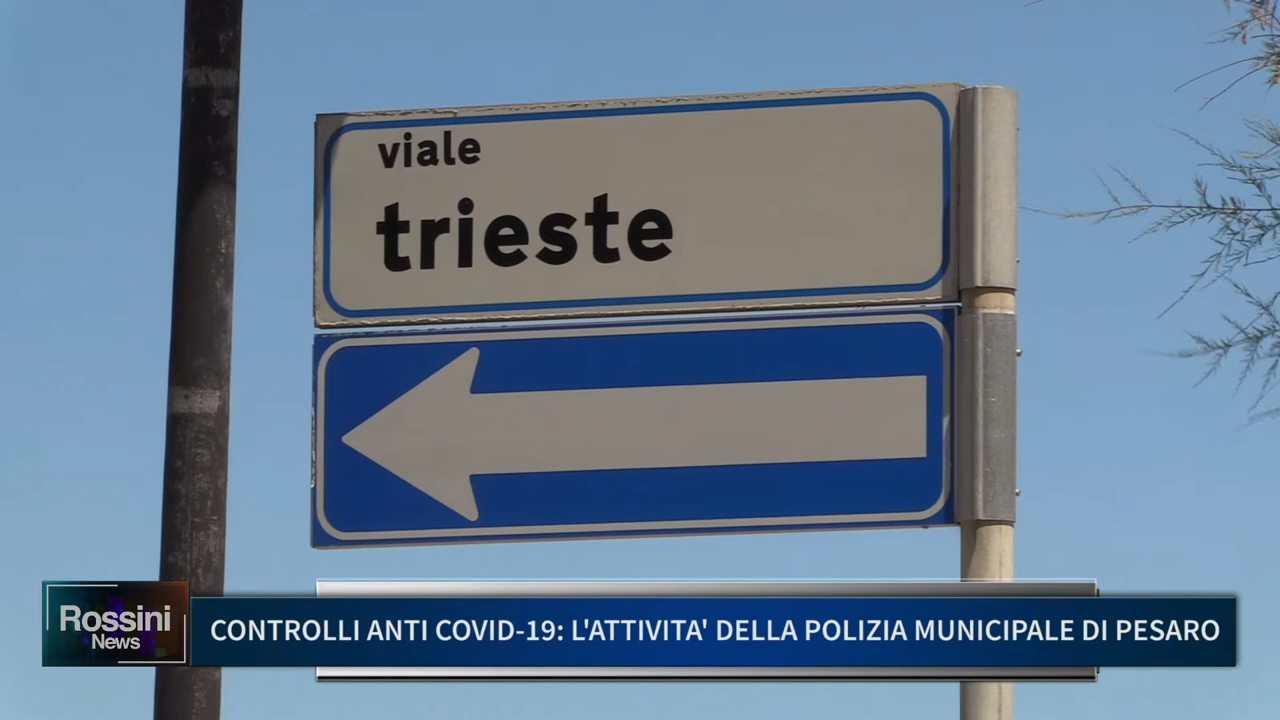 viale
trieste
Rossini
News
CONTROLLI ANTI COVID-19: L'ATTIVITA' DELLA POLIZIA MUNICIPALE DI PESARO